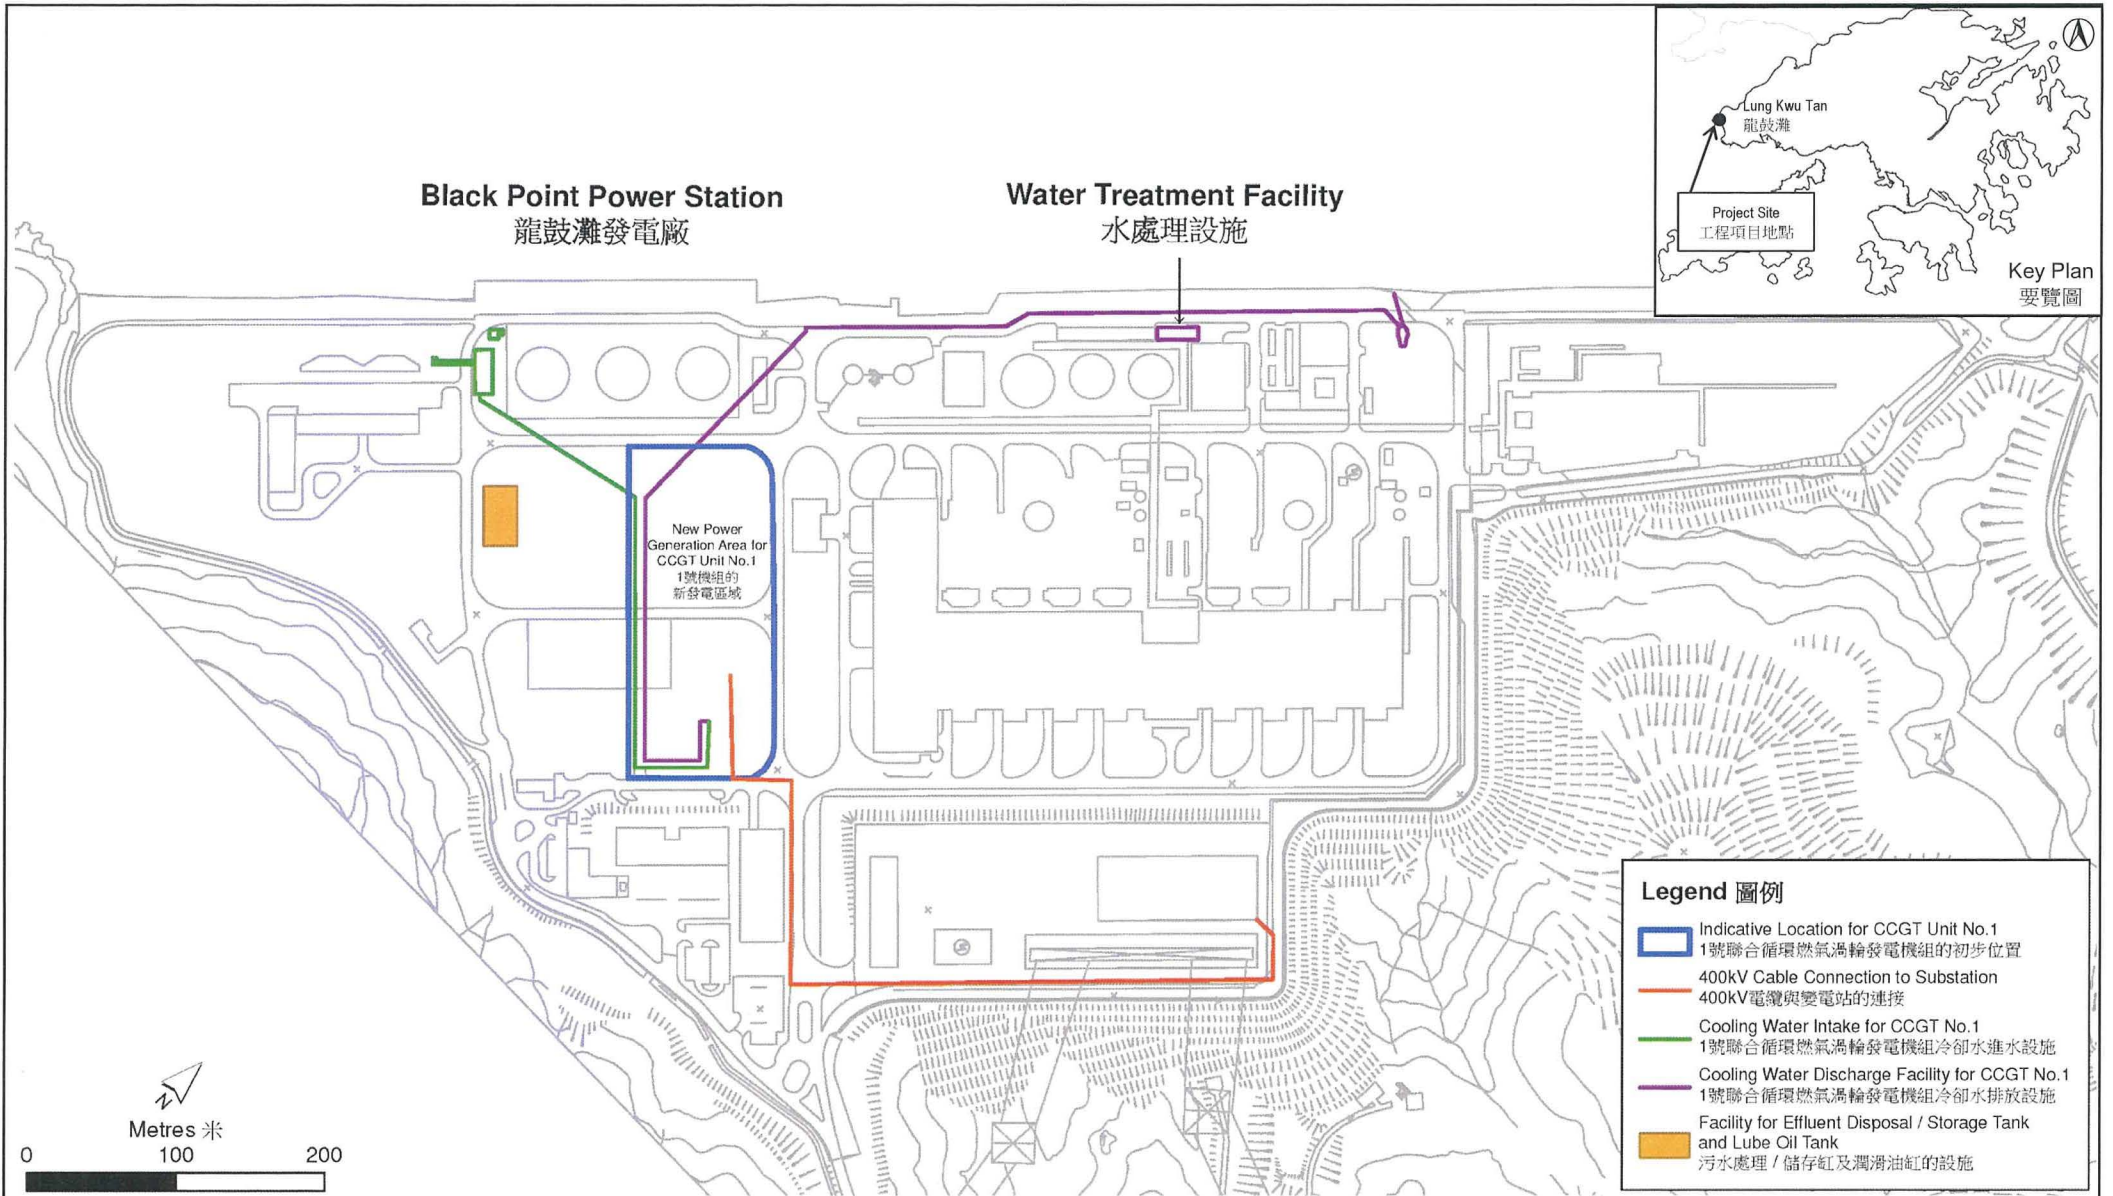 Black Point Power Station
龍鼓灘發電廠
Water Treatment Facility
水處理設施
Lung Kwu Tan
龍鼓灘
Project Site
工程項目地點
Key Plan
要覽圖
New Power
Generation Area for
CCGT Unit No.1
1號機組的
新發電區域
Legend 圖例
Indicative Location for CCGT Unit No.1
1號聯合循環燃氣渦輪發電機組的初步位置
400kV Cable Connection to Substation
400kV電纜與變電站的連接
Cooling Water Intake for CCGT No.1
1號聯合循環燃氣渦輪發電機組冷卻水進水設施
Cooling Water Discharge Facility for CCGT No.1
1號聯合循環燃氣渦輪發電機組冷卻水排放設施
Facility for Effluent Disposal / Storage Tank
and Lube Oil Tank
污水處理 / 儲存缸及潤滑油缸的設施
N
Metres 米
0 100 200